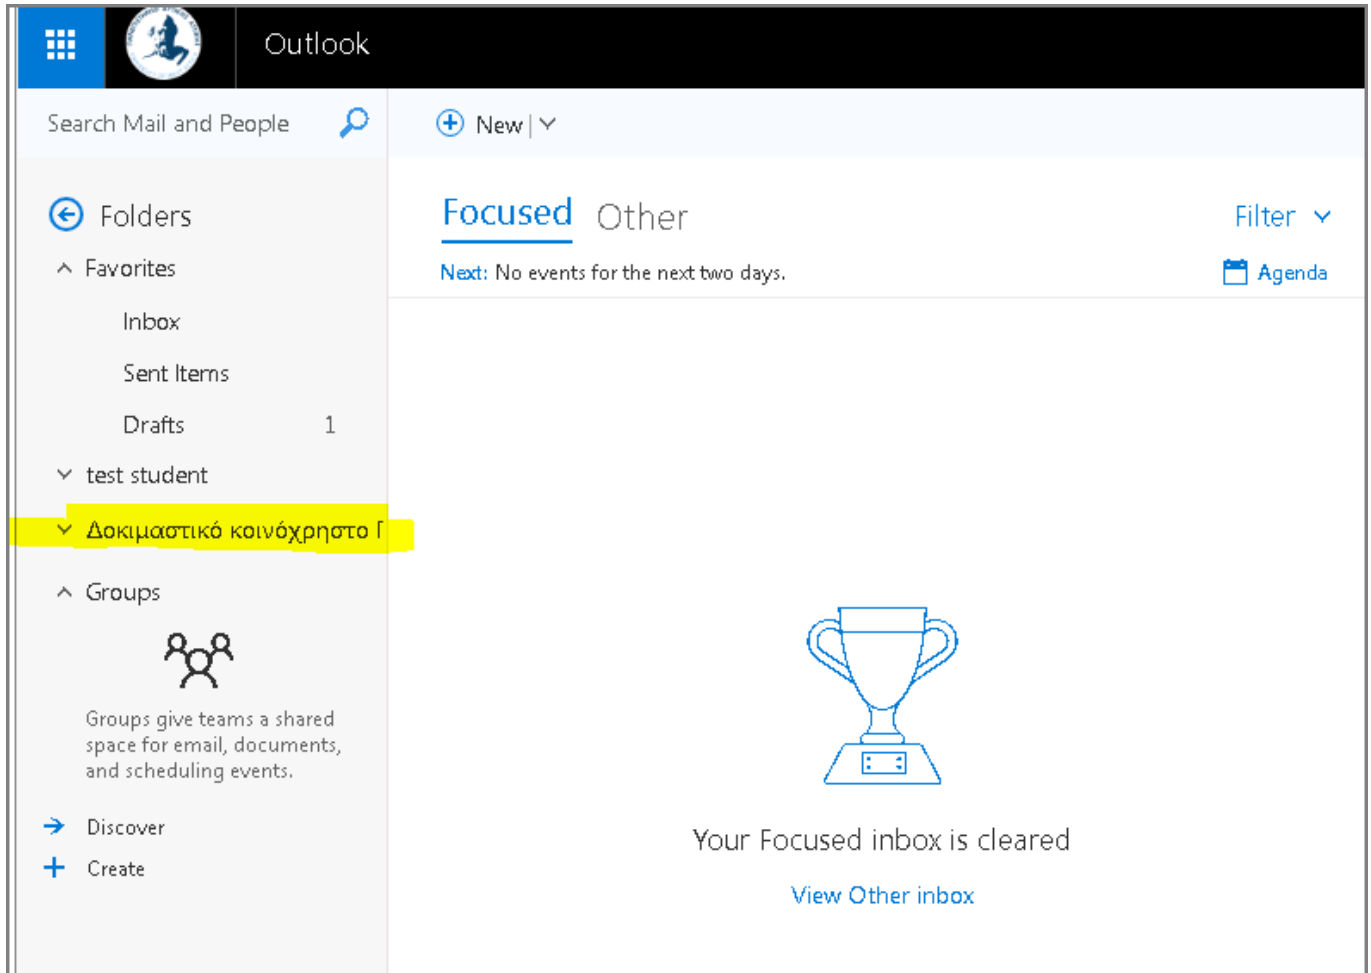 Outlook
Search Mail and People
New
Folders
Focused
Other
Filter
Favorites
Next: No events for the next two days.
Agenda
Inbox
Sent Items
Drafts 1
test student
Δοκιμαστικό κοινόχρηστο
Groups
Groups give teams a shared
space for email, documents,
and scheduling events.
Discover
Create
Your Focused inbox is cleared
View Other inbox